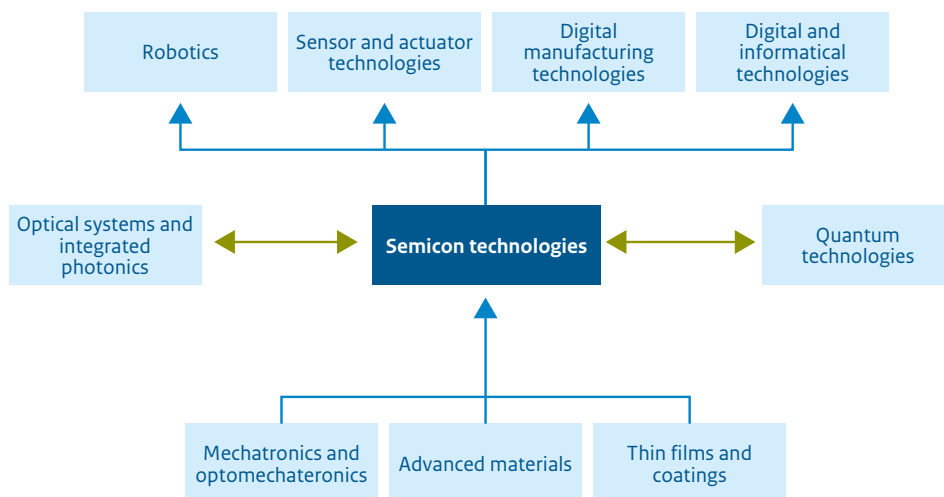 Robotics
Sensor and actuator
technologies
Digital
manufacturing
technologies
Digital and
informatical
technologies
Optical systems and
integrated
photonics
Semicon technologies
Quantum
technologies
Mechatronics and
optomechateronics
Advanced materials
Thin films and
coatings